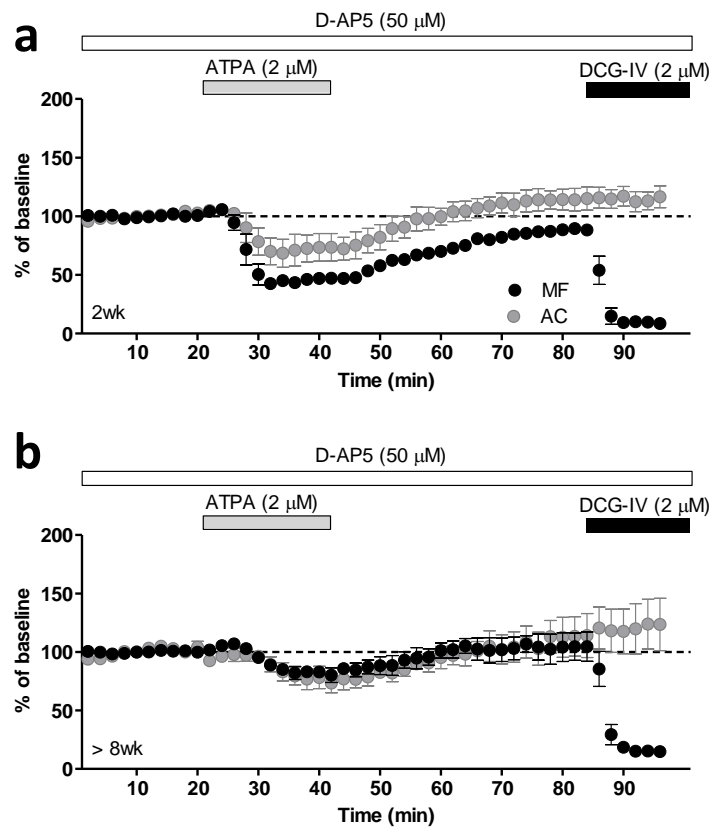 a
D-AP5 (50 μM)
ATPA (2 μM)
DCG-IV (2 μM)
200
150
100
50
0
% of baseline
2wk
MF
AC
10 20 30 40 50 60 70 80 90
Time (min)
b
D-AP5 (50 μM)
ATPA (2 μM)
DCG-IV (2 μM)
200
150
100
50
0
% of baseline
> 8wk
10 20 30 40 50 60 70 80 90
Time (min)